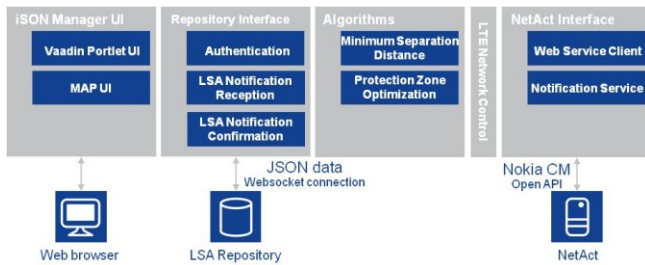 iSON Manager UI
Vaadin Portlet UI
MAP UI
Repository Interface
Authentication
LSA Notification
Reception
LSA Notification
Confirmation
Algorithms
Minimum Separation
Distance
Protection Zone
Optimization
LTE Network Control
NetAct Interface
Web Service Client
Notification Service
JSON data
Websocket connection
Nokia CM
Open API
Web browser
LSA Repository
NetAct